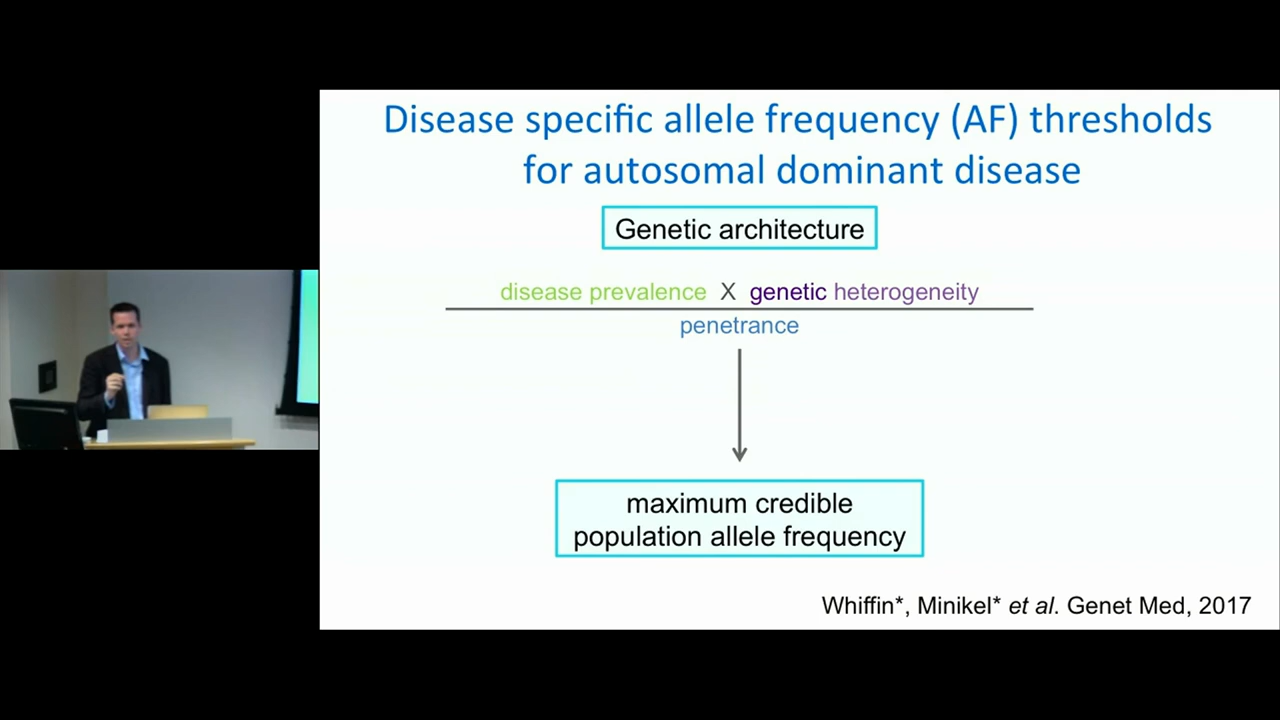 Disease specific allele frequency (AF) thresholds
for autosomal dominant disease
Genetic architecture
disease prevalence X genetic heterogeneity
penetrance
maximum credible
population allele frequency
Whiffin*, Minikel* et al. Genet Med, 2017